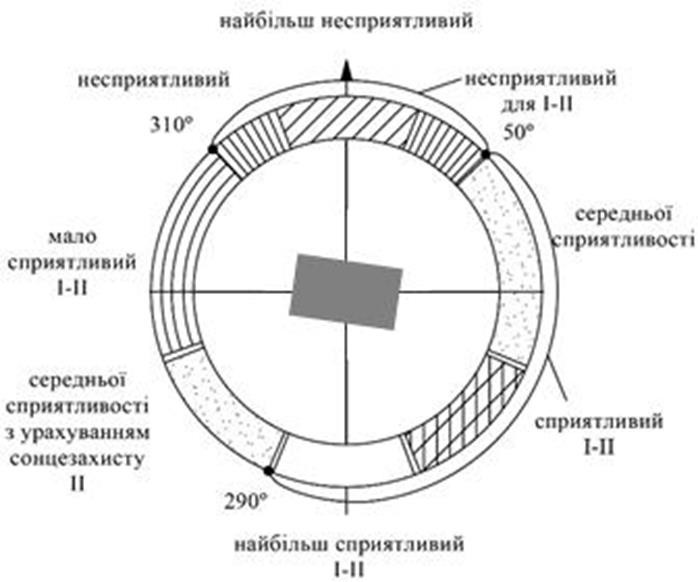 найбільш несприятливий
несприятливий
310°
несприятливий
для I-II
50°
середньої
сприятливості
мало
сприятливий
I-II
середньої
сприятливості
з урахуванням
сонцезахисту
II
сприятливий
I-II
290°
найбільш сприятливий
I-II